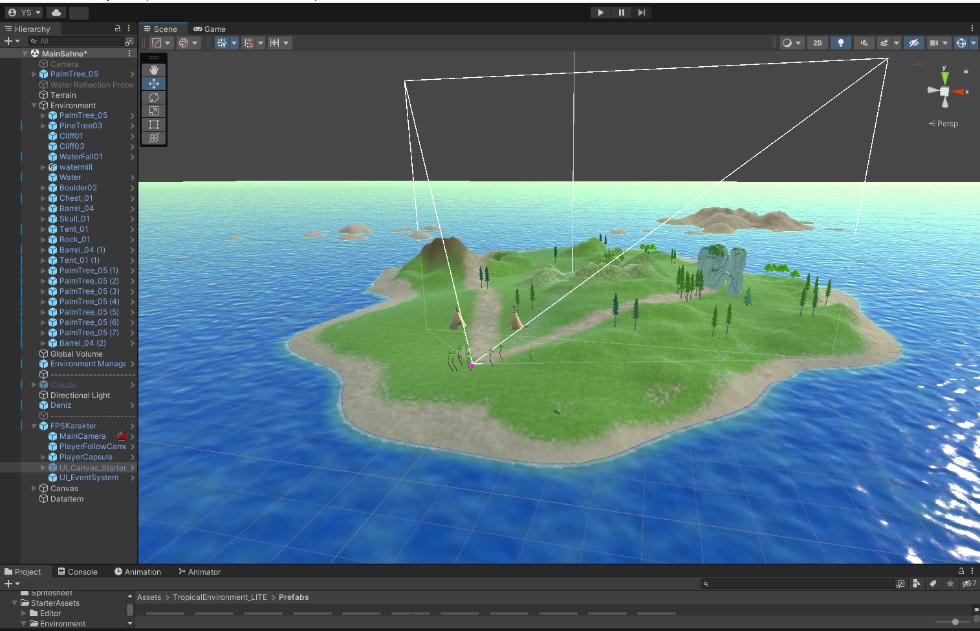 YS
Hierarchy
Scene
Game
All
2D
MainSahne*
Camera
PalmTree_05
Water Reflection Probe
Terrain
Environment
PalmTree_05
PineTree03
Cliff01
Cliff03
WaterFall01
watermill
Water
Boulder02
Chest_01
Barrel_04
Skull_01
Tent_01
Rock_01
Barrel_04 (1)
Tent_01 (1)
PalmTree_05 (1)
PalmTree_05 (2)
PalmTree_05 (3)
PalmTree_05 (4)
PalmTree_05 (5)
PalmTree_05 (6)
PalmTree_05 (7)
Barrel_04 (2)
Global Volume
Environment Manage
--------------------
Clouds
Directional Light
Deniz
--------------------
FPSKarakter
MainCamera
PlayerFollowCame
PlayerCapsule
UI_Canvas_Starter
UI_EventSystem
Canvas
DataItem
y
x
< Persp
Project
Console
Animation
Animator
7
Spritesheet
StarterAssets
Editor
Environment
Assets > TropicalEnvironment_LITE > Prefabs